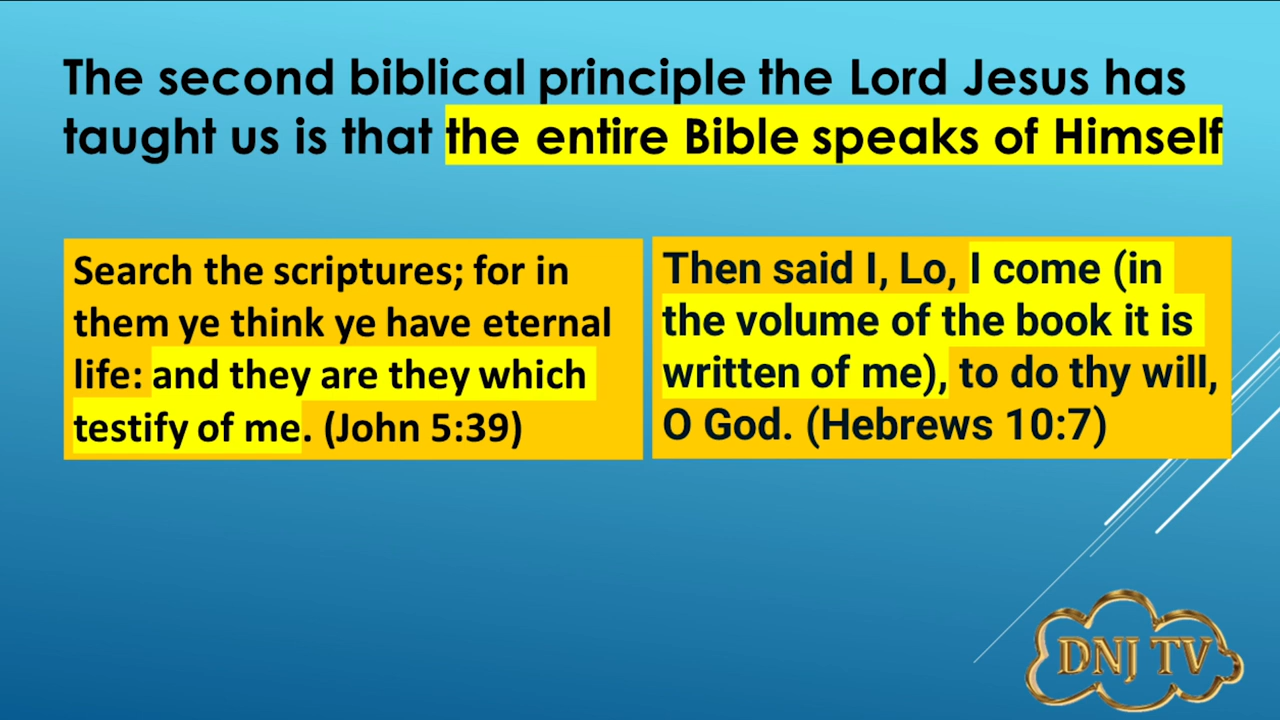 The second biblical principle the Lord Jesus has
taught us is that the entire Bible speaks of Himself
Search the scriptures; for in
them ye think ye have eternal
life: and they are they which
testify of me. (John 5:39)
Then said I, Lo, I come (in
the volume of the book it is
written of me), to do thy will,
O God. (Hebrews 10:7)
DNJ TV